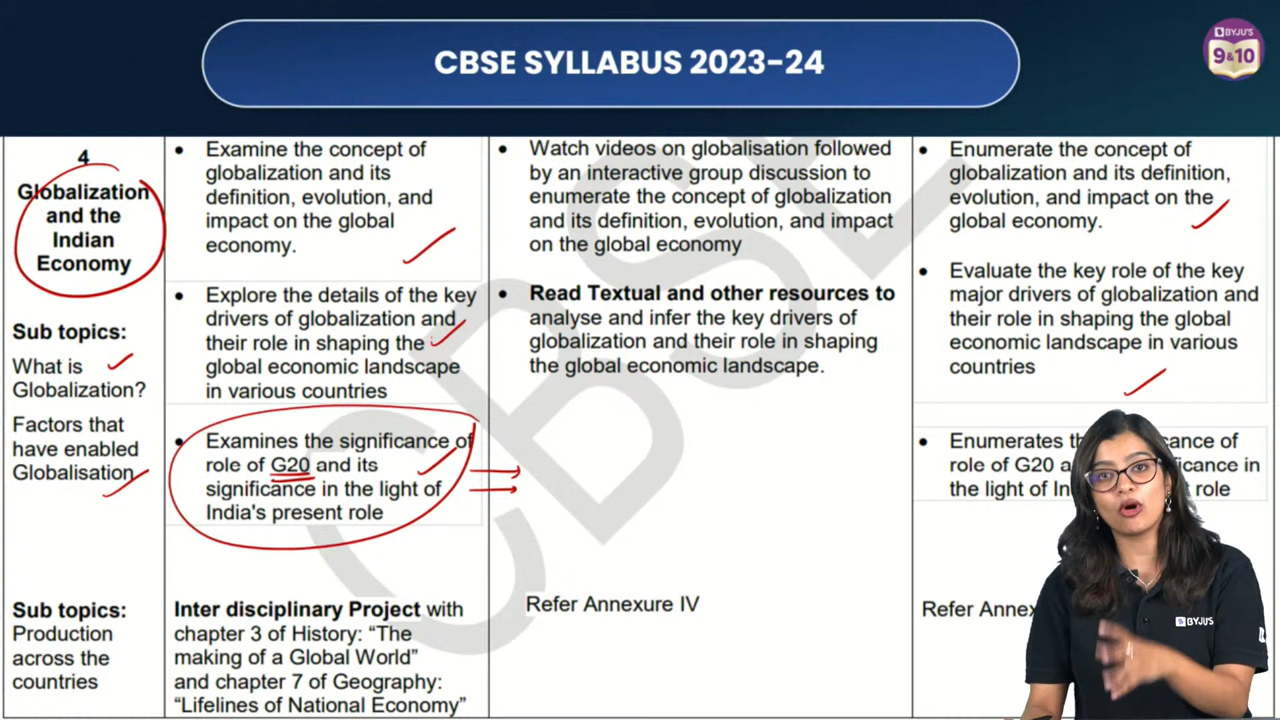 CBSE SYLLABUS 2023-24
BYJU'S
9&10
4
Globalization
and the
Indian
Economy
Sub topics:
What is
Globalization?
Factors that
have enabled
Globalisation
Sub topics:
Production
across the
countries
• Examine the concept of
globalization and its
definition, evolution, and
impact on the global
economy.
• Explore the details of the key
drivers of globalization and
their role in shaping the
global economic landscape
in various countries
• Examines the significance of
role of G20 and its
significance in the light of
India's present role
Inter disciplinary Project with
chapter 3 of History: “The
making of a Global World”
and chapter 7 of Geography:
“Lifelines of National Economy”
• Watch videos on globalisation followed
by an interactive group discussion to
enumerate the concept of globalization
and its definition, evolution, and impact
on the global economy
• Read Textual and other resources to
analyse and infer the key drivers of
globalization and their role in shaping
the global economic landscape.
Refer Annexure IV
• Enumerate the concept of
globalization and its definition,
evolution, and impact on the
global economy.
• Evaluate the key role of the key
major drivers of globalization and
their role in shaping the global
economic landscape in various
countries
• Enumerates of
role of G20 in
the light of role
Refer
CBSE
BYJU'S